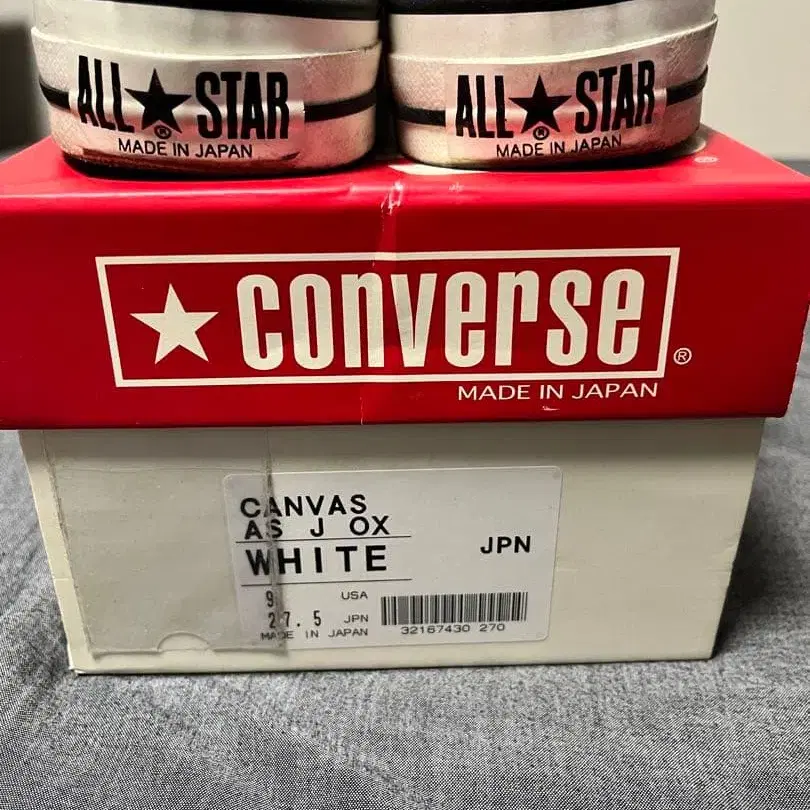 ALL★STAR
®
MADE IN JAPAN
ALL★STAR
®
MADE IN JAPAN
★CONVERSE®
MADE IN JAPAN
CANVAS
AS J OX
WHITE
JPN
9 USA
27.5 JPN
MADE IN JAPAN
32167430 270